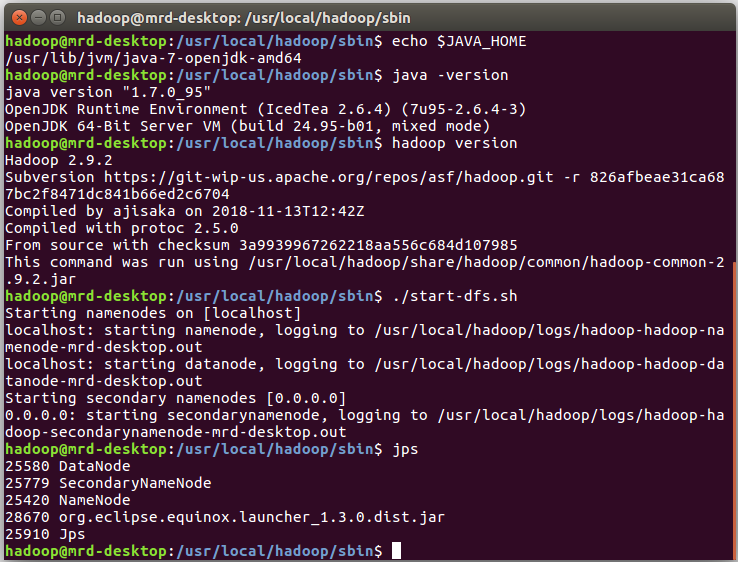 hadoop@mrd-desktop: /usr/local/hadoop/sbin
hadoop@mrd-desktop:/usr/local/hadoop/sbin$ echo $JAVA_HOME
/usr/lib/jvm/java-7-openjdk-amd64
hadoop@mrd-desktop:/usr/local/hadoop/sbin$ java -version
java version "1.7.0_95"
OpenJDK Runtime Environment (IcedTea 2.6.4) (7u95-2.6.4-3)
OpenJDK 64-Bit Server VM (build 24.95-b01, mixed mode)
hadoop@mrd-desktop:/usr/local/hadoop/sbin$ hadoop version
Hadoop 2.9.2
Subversion https://git-wip-us.apache.org/repos/asf/hadoop.git -r 826afbeae31ca68
7bc2f8471dc841b66ed2c6704
Compiled by ajisaka on 2018-11-13T12:42Z
Compiled with protoc 2.5.0
From source with checksum 3a9939967262218aa556c684d107985
This command was run using /usr/local/hadoop/share/hadoop/common/hadoop-common-2
.9.2.jar
hadoop@mrd-desktop:/usr/local/hadoop/sbin$ ./start-dfs.sh
Starting namenodes on [localhost]
localhost: starting namenode, logging to /usr/local/hadoop/logs/hadoop-hadoop-na
menode-mrd-desktop.out
localhost: starting datanode, logging to /usr/local/hadoop/logs/hadoop-hadoop-da
tanode-mrd-desktop.out
Starting secondary namenodes [0.0.0.0]
0.0.0.0: starting secondarynamenode, logging to /usr/local/hadoop/logs/hadoop-ha
doop-secondarynamenode-mrd-desktop.out
hadoop@mrd-desktop:/usr/local/hadoop/sbin$ jps
25580 DataNode
25779 SecondaryNameNode
25420 NameNode
28670 org.eclipse.equinox.launcher_1.3.0.dist.jar
25910 Jps
hadoop@mrd-desktop:/usr/local/hadoop/sbin$